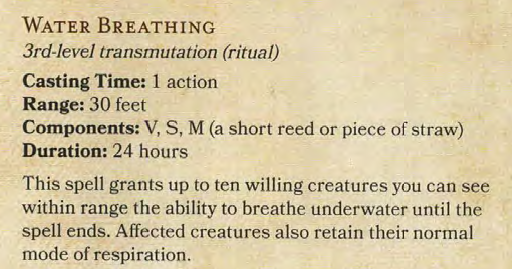 WATER BREATHING
3rd-level transmutation (ritual)
Casting Time: 1 action
Range: 30 feet
Components: V, S, M (a short reed or piece of straw)
Duration: 24 hours
This spell grants up to ten willing creatures you can see
within range the ability to breathe underwater until the
spell ends. Affected creatures also retain their normal
mode of respiration.